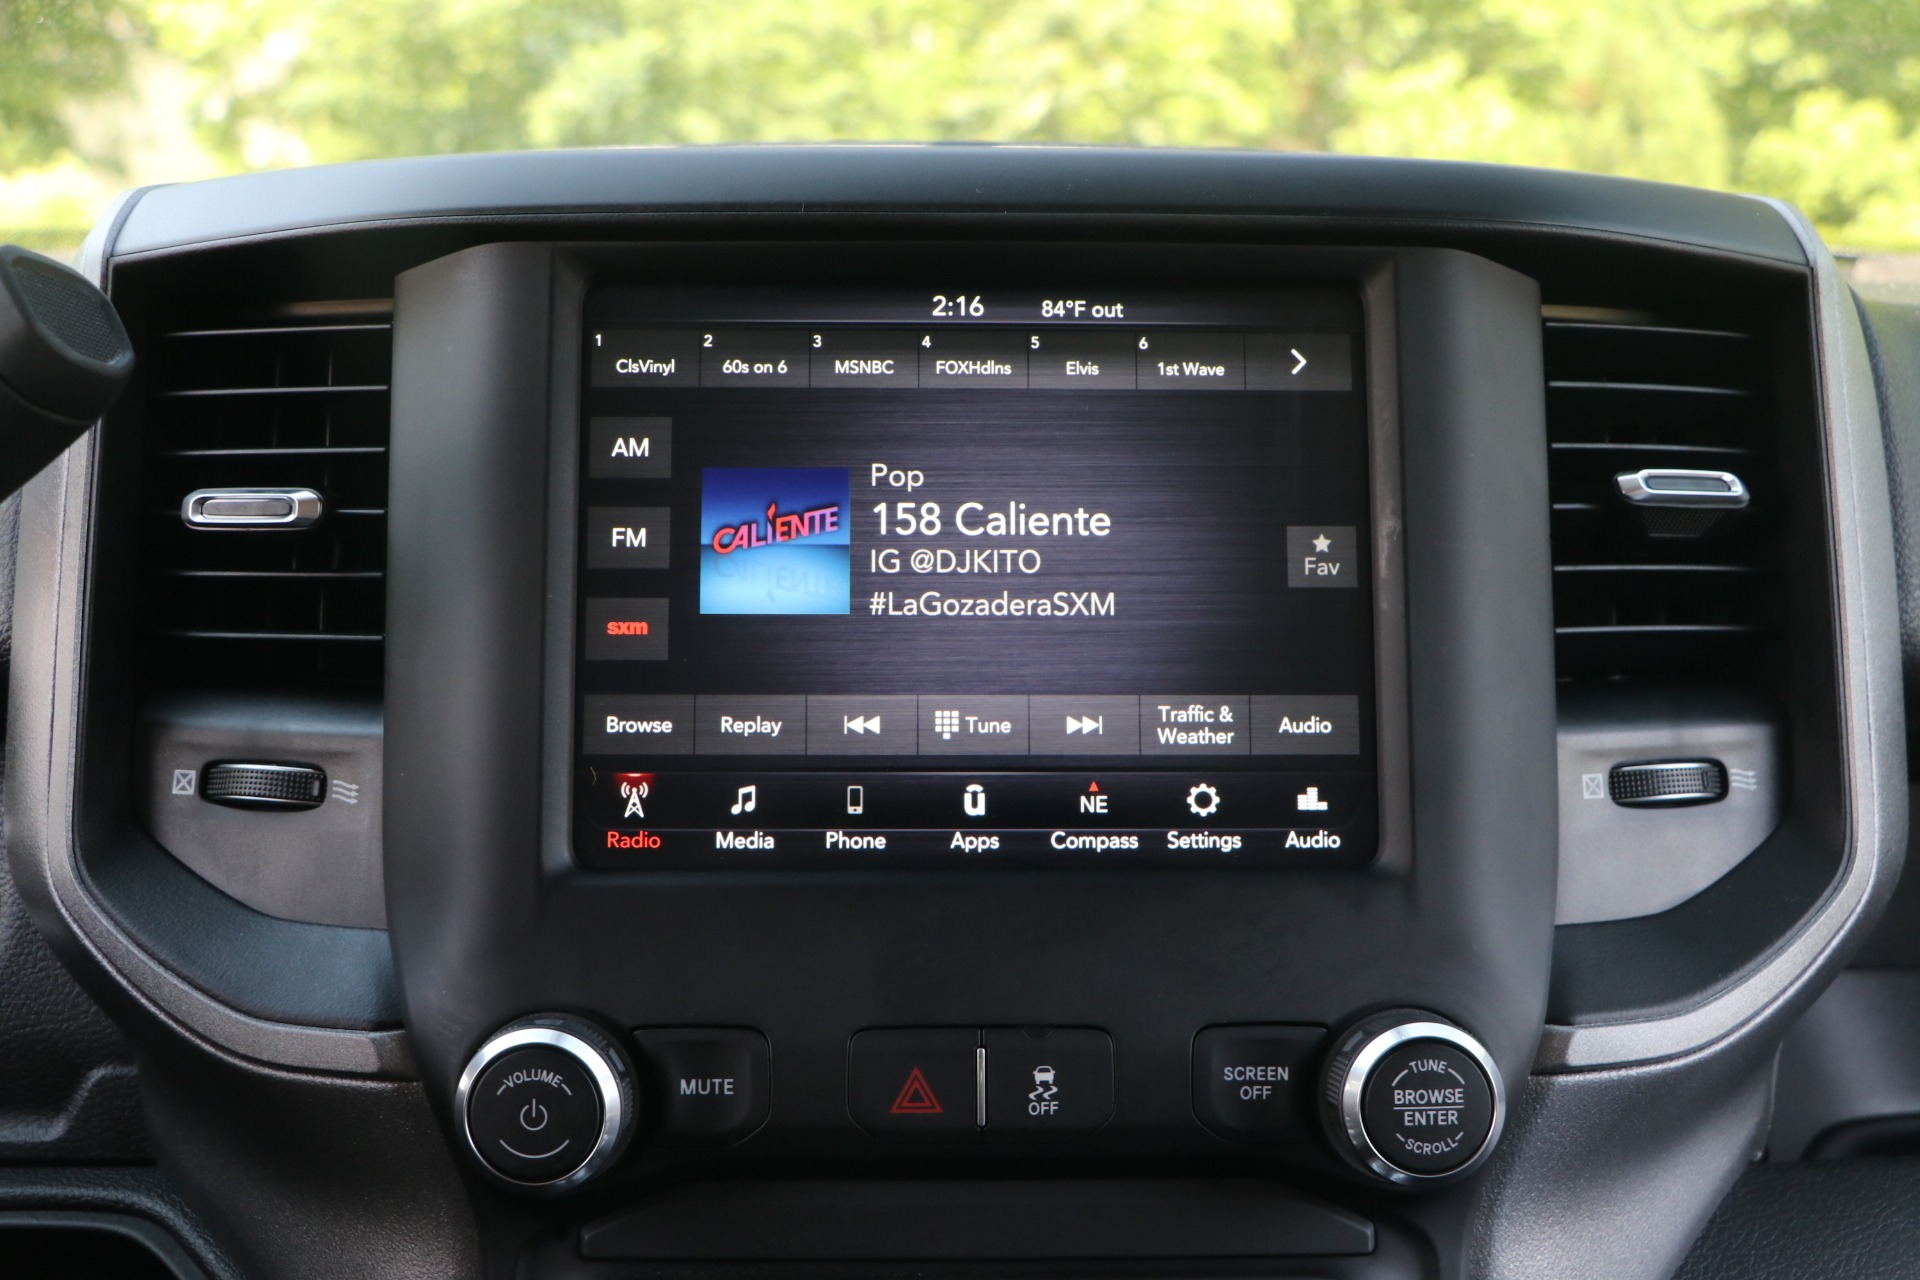 2:16 84°F out
1 ClsVinyl 2 60s on 6 3 MSNBC 4 FOXHdlns 5 Elvis 6 1st Wave
AM
FM
sxm
CALIENTE
Pop
158 Caliente
IG @DJKITO
#LaGozaderaSXM
Fav
Browse Replay Tune Traffic & Weather Audio
NE
Radio Media Phone Apps Compass Settings Audio
VOLUME
MUTE
OFF
SCREEN
OFF
TUNE
BROWSE
ENTER
SCROLL